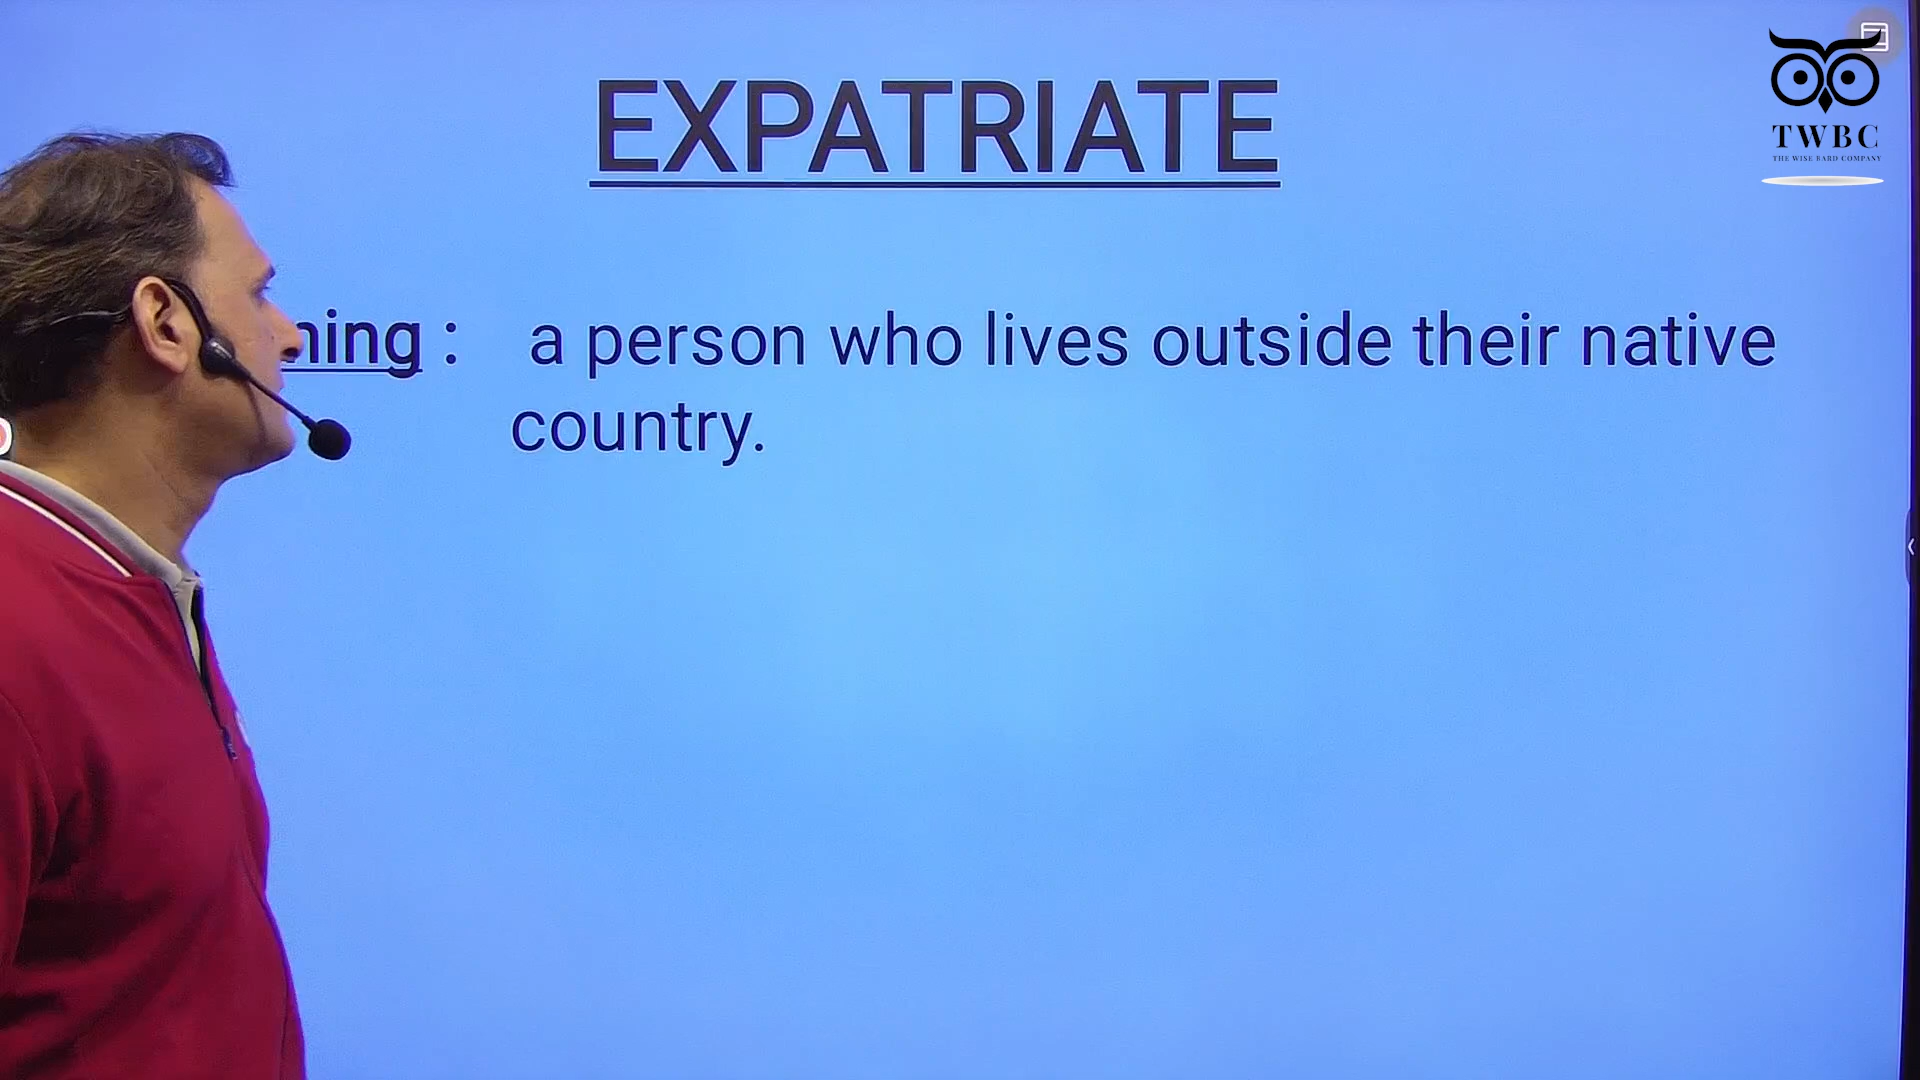 EXPATRIATE
TWBC
THE WISE BARD COMPANY
ning : a person who lives outside their native
country.